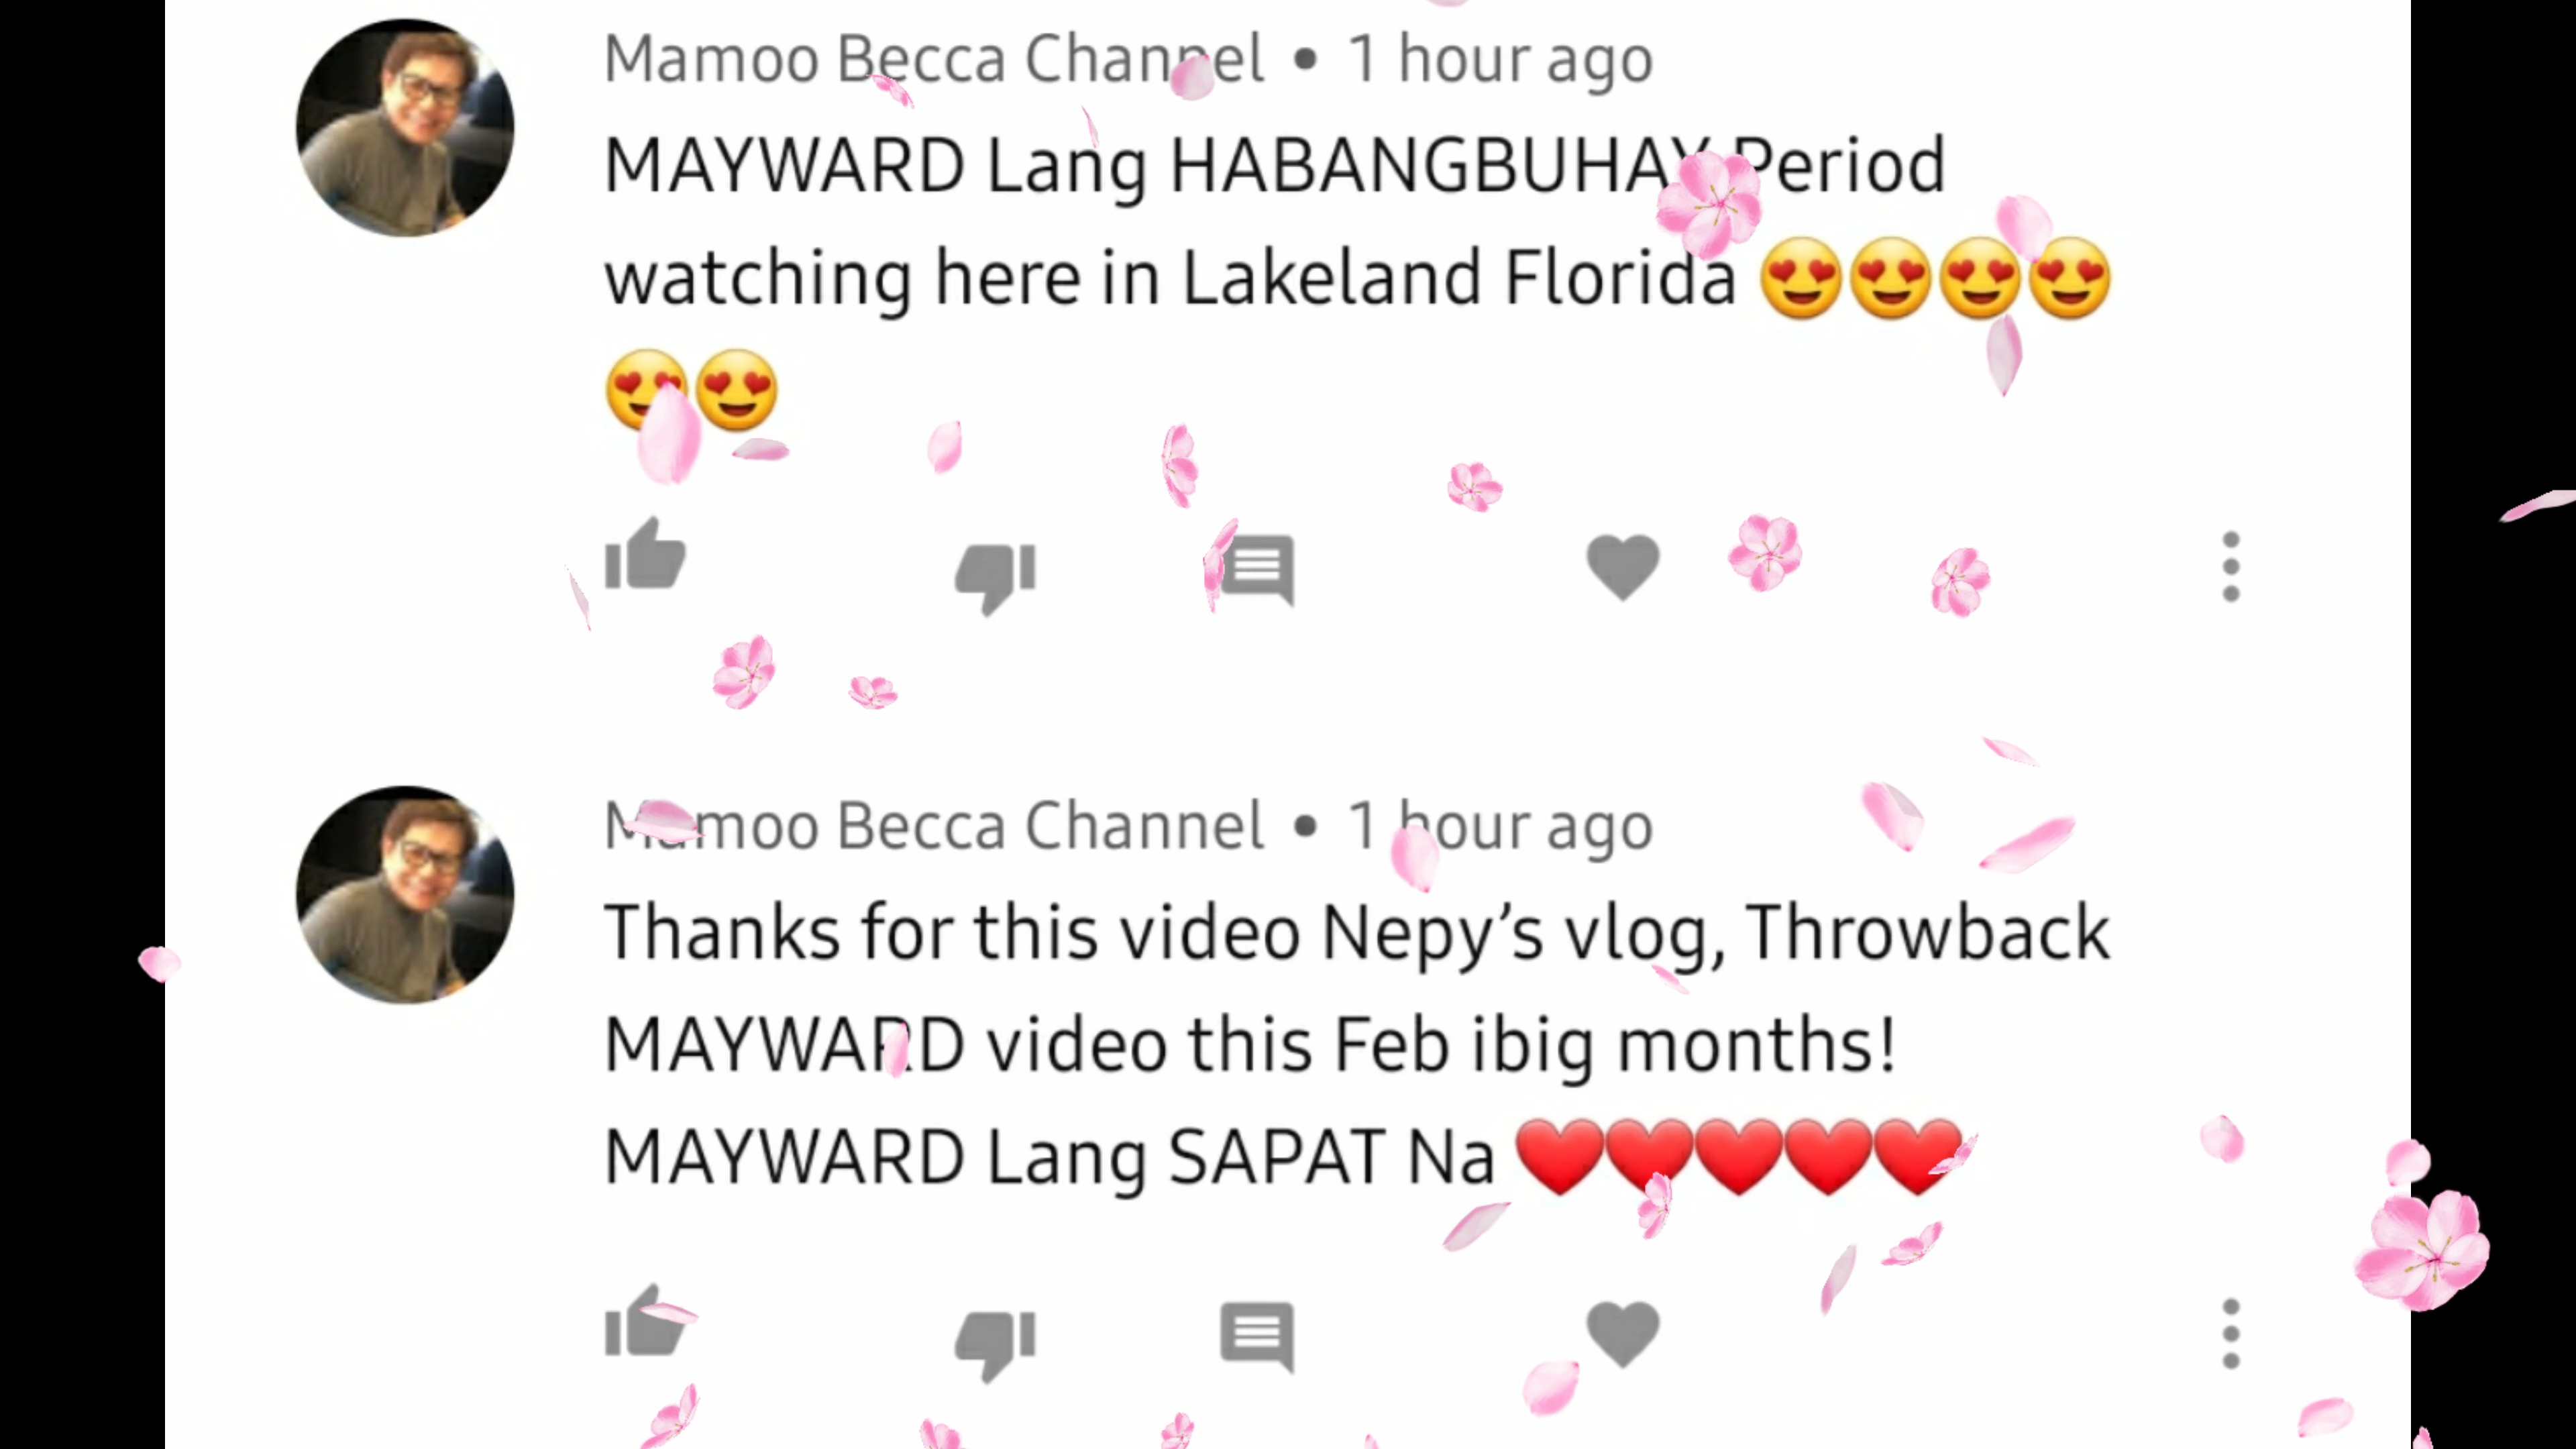 Mamoo Becca Channel • 1 hour ago
MAYWARD Lang HABANGBUHAY Period
watching here in Lakeland Florida 😍😍😍😍
😍😍
Mamoo Becca Channel • 1 hour ago
Thanks for this video Nepy’s vlog, Throwback
MAYWARD video this Feb ibig months!
MAYWARD Lang SAPAT Na ❤️❤️❤️❤️❤️